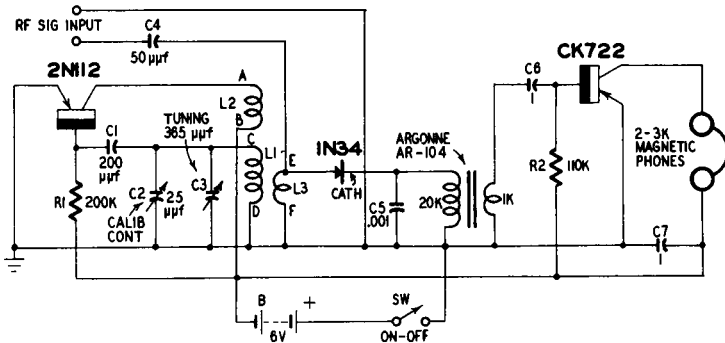 RF SIG INPUT
C4
50µµf
2N112
A
L2
B
TUNING
365 µµf
C1
200
µµf
C
L1
E
1N34
CATH
L3
D
F
R1
200K
C2
25
µµf
CALIB
CONT
C3
C5
.001
ARGONNE
AR-104
20K
1K
C6
1
CK722
R2
110K
2-3K
MAGNETIC
PHONES
C7
1
B
+
6V
SW
ON-OFF